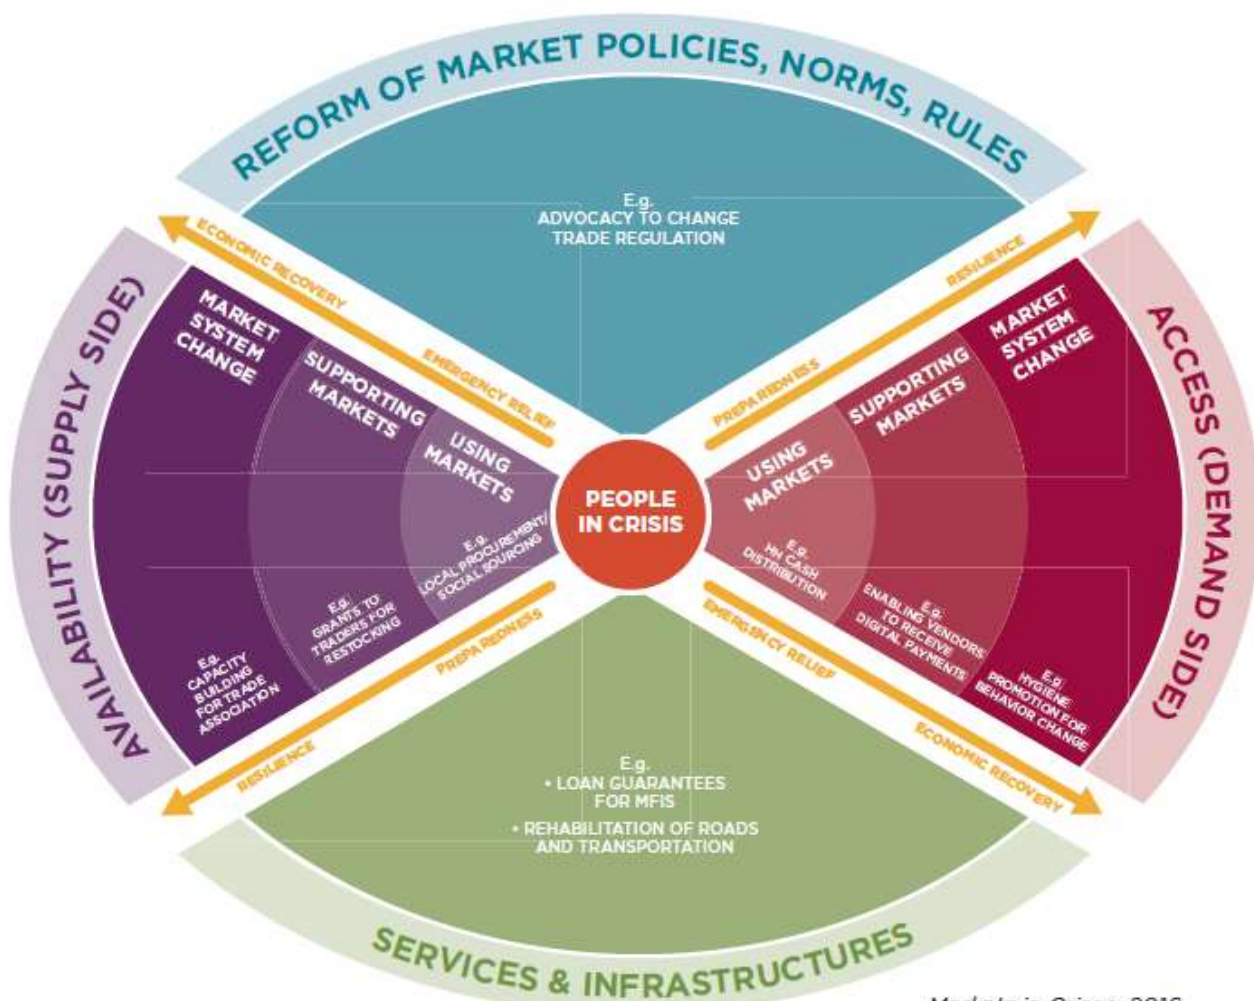 REFORM OF MARKET POLICIES, NORMS, RULES
E.g.
ADVOCACY TO CHANGE
TRADE REGULATION
ECONOMIC RECOVERY
EMERGENCY RELIEF
PREPAREDNESS
RESILIENCE
AVAILABILITY (SUPPLY SIDE)
MARKET
SYSTEM
CHANGE
SUPPORTING
MARKETS
USING
MARKETS
E.g.
CAPACITY
BUILDING
FOR TRADE
ASSOCIATION
E.g.
GRANTS TO
TRADERS FOR
RESTOCKING
E.g.
LOCAL PROCUREMENT/
SOCIAL SOURCING
PEOPLE
IN CRISIS
USING
MARKETS
SUPPORTING
MARKETS
MARKET
SYSTEM
CHANGE
E.g.
HH CASH
DISTRIBUTION
E.g.
ENABLING VENDORS
TO RECEIVE
DIGITAL PAYMENTS
E.g
HYGIENE
PROMOTION FOR
BEHAVIOR CHANGE
ACCESS (DEMAND SIDE)
RESILIENCE
PREPAREDNESS
EMERGENCY RELIEF
ECONOMIC RECOVERY
E.g.
• LOAN GUARANTEES
FOR MFIS
• REHABILITATION OF ROADS
AND TRANSPORTATION
SERVICES & INFRASTRUCTURES